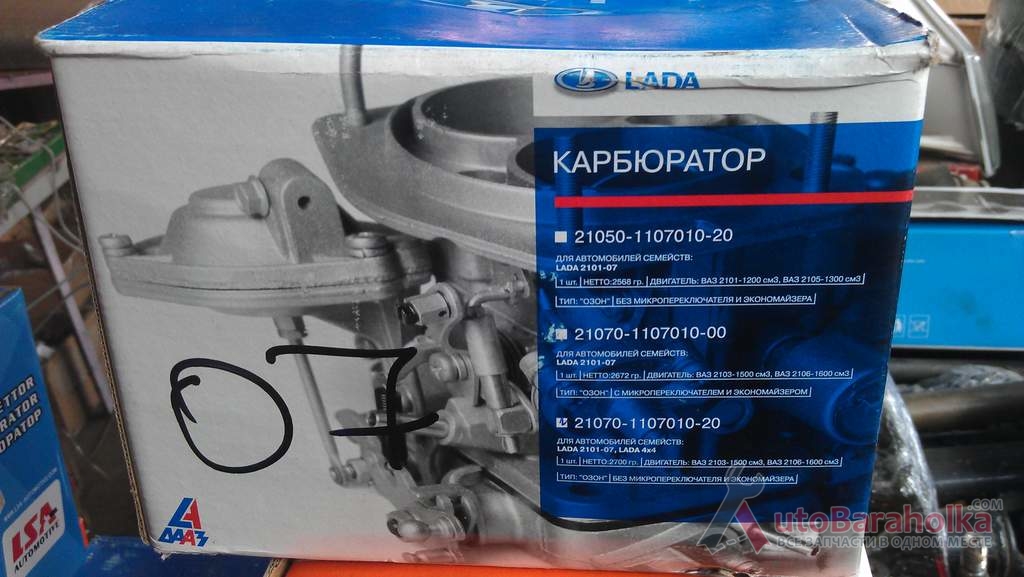 LADA
КАРБЮРАТОР
21050-1107010-20
ДЛЯ АВТОМОБИЛЕЙ СЕМЕЙСТВ:
LADA 2101-07
1 шт. | НЕТТО:2568 гр. | ДВИГАТЕЛЬ: ВАЗ 2101-1200 см3, ВАЗ 2105-1300 см3
ТИП: "ОЗОН" | БЕЗ МИКРОПЕРЕКЛЮЧАТЕЛЯ И ЭКОНОМАЙЗЕРА
21070-1107010-00
ДЛЯ АВТОМОБИЛЕЙ СЕМЕЙСТВ:
LADA 2101-07
1 шт. | НЕТТО:2672 гр. | ДВИГАТЕЛЬ: ВАЗ 2103-1500 см3, ВАЗ 2106-1600 см3
ТИП: "ОЗОН" | С МИКРОПЕРЕКЛЮЧАТЕЛЕМ И ЭКОНОМАЙЗЕРОМ
21070-1107010-20
ДЛЯ АВТОМОБИЛЕЙ СЕМЕЙСТВ:
LADA 2101-07, LADA 4x4
1 шт. | НЕТТО:2700 гр. | ДВИГАТЕЛЬ: ВАЗ 2103-1500 см3, ВАЗ 2106-1600 см3
ТИП: "ОЗОН" | БЕЗ МИКРОПЕРЕКЛЮЧАТЕЛЯ И ЭКОНОМАЙЗЕРА
07
ДААЗ
LSA
AUTOMOTIVE
AutoBaraholka.COM
ВСЕ ЗАПЧАСТИ В ОДНОМ МЕСТЕ